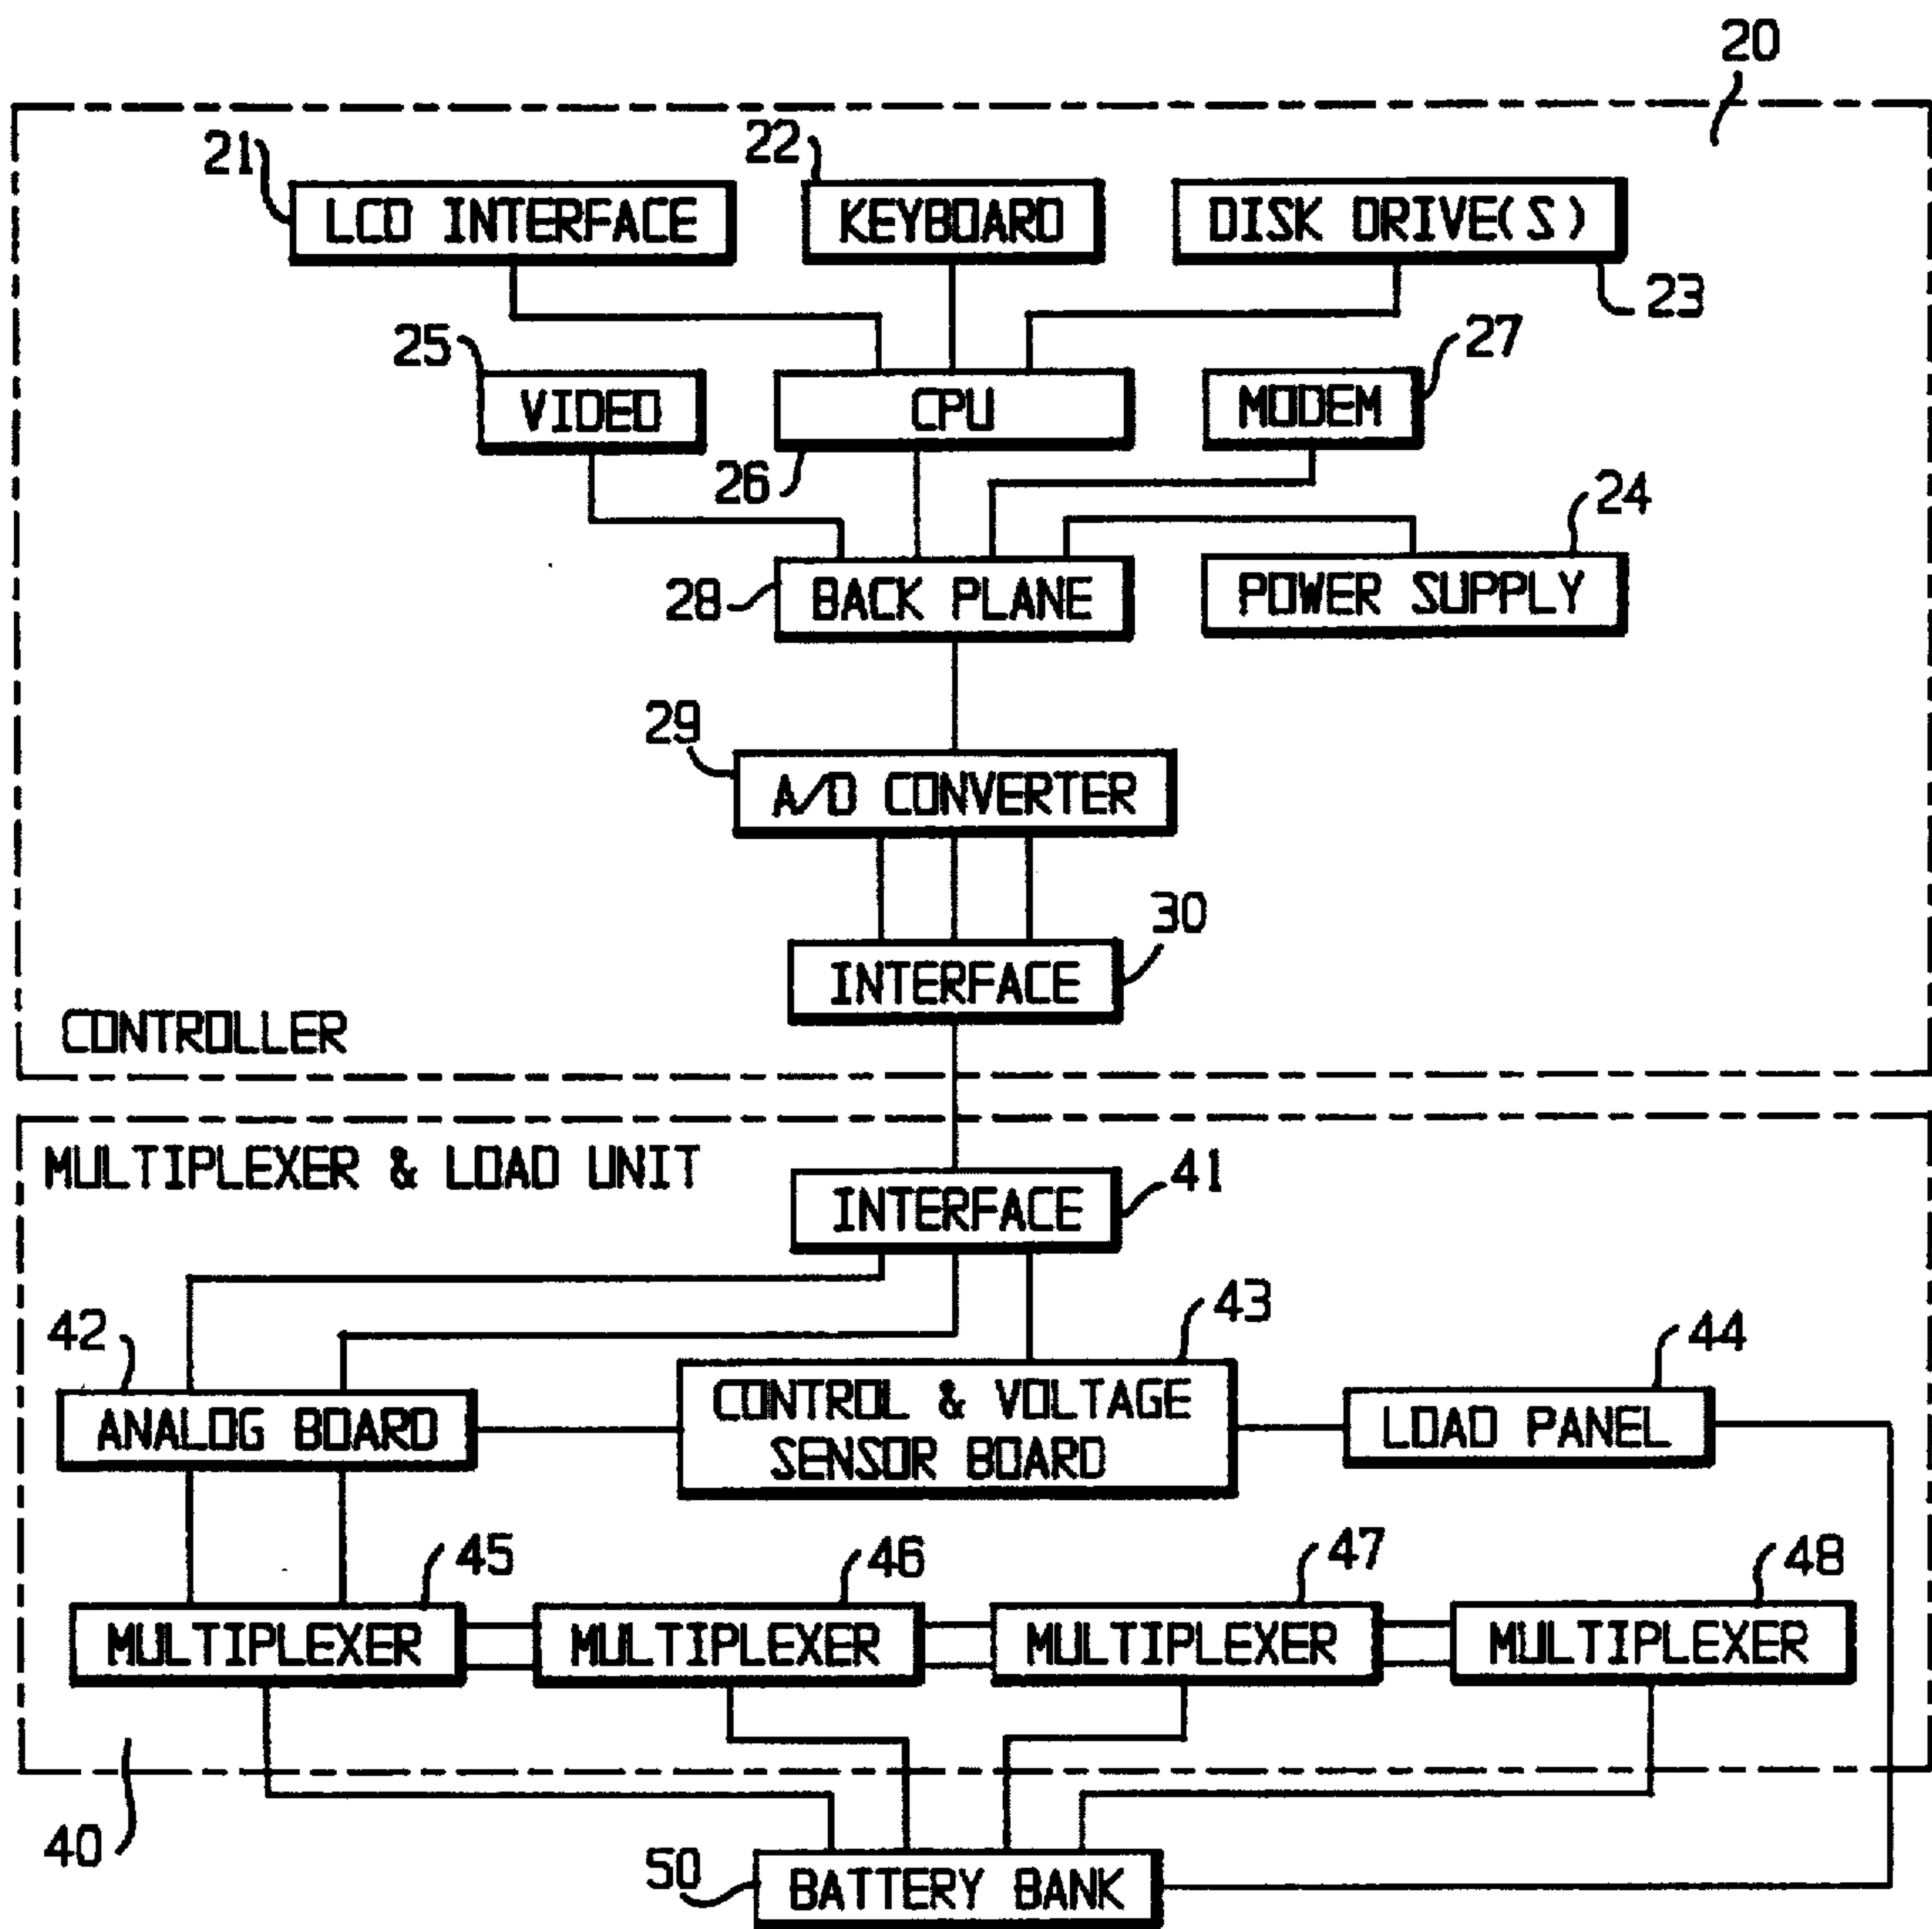 20
21
22
LCD INTERFACE
KEYBOARD
DISK DRIVE(S)
23
25
27
VIDEO
CPU
MODEM
26
24
28
BACK PLANE
POWER SUPPLY
29
A/D CONVERTER
30
INTERFACE
CONTROLLER
MULTIPLEXER & LOAD UNIT
41
INTERFACE
42
43
44
ANALOG BOARD
CONTROL & VOLTAGE
SENSOR BOARD
LOAD PANEL
45
46
47
48
MULTIPLEXER
MULTIPLEXER
MULTIPLEXER
MULTIPLEXER
40
50
BATTERY BANK